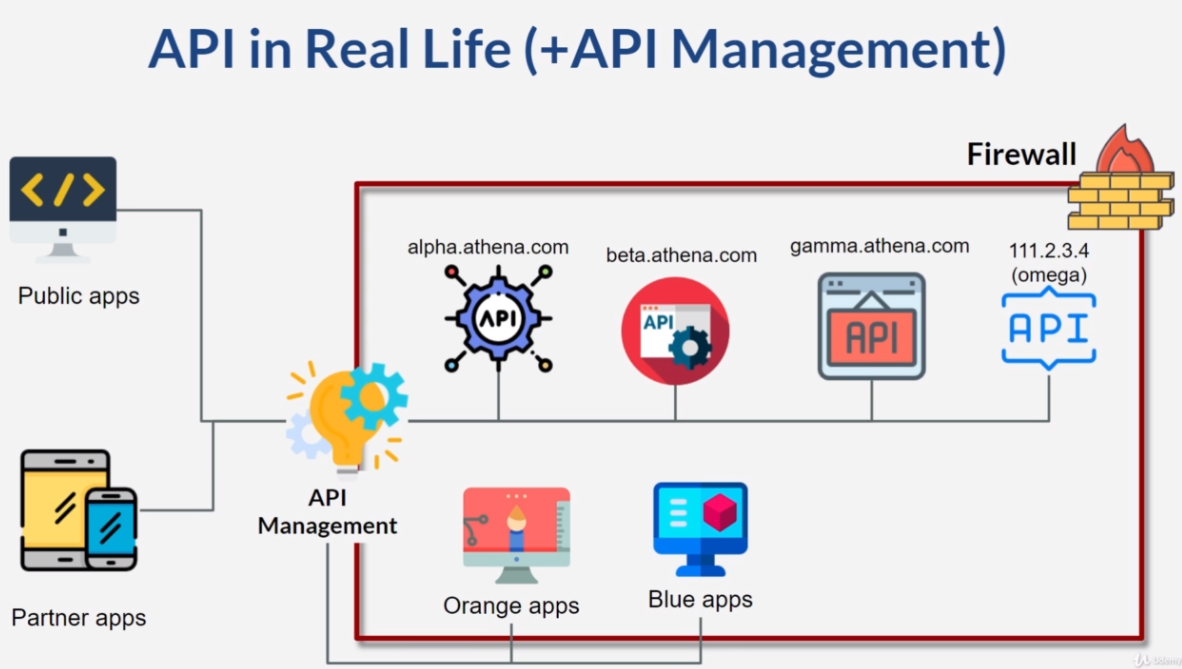 API in Real Life (+API Management)
Firewall
</>
Public apps
alpha.athena.com
API
beta.athena.com
API
gamma.athena.com
API
111.2.3.4
(omega)
API
API
Management
Partner apps
Orange apps
Blue apps
Udemy